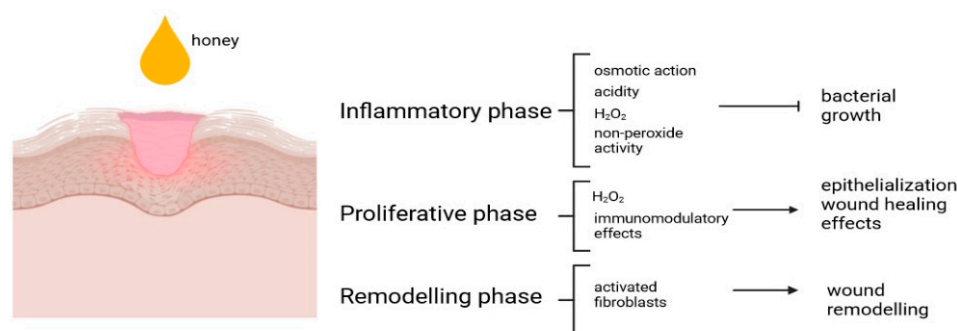 honey
Inflammatory phase
osmotic action
acidity
H₂O₂
non-peroxide
activity
bacterial
growth
Proliferative phase
H₂O₂
immunomodulatory
effects
epithelialization
wound healing
effects
Remodelling phase
activated
fibroblasts
wound
remodelling